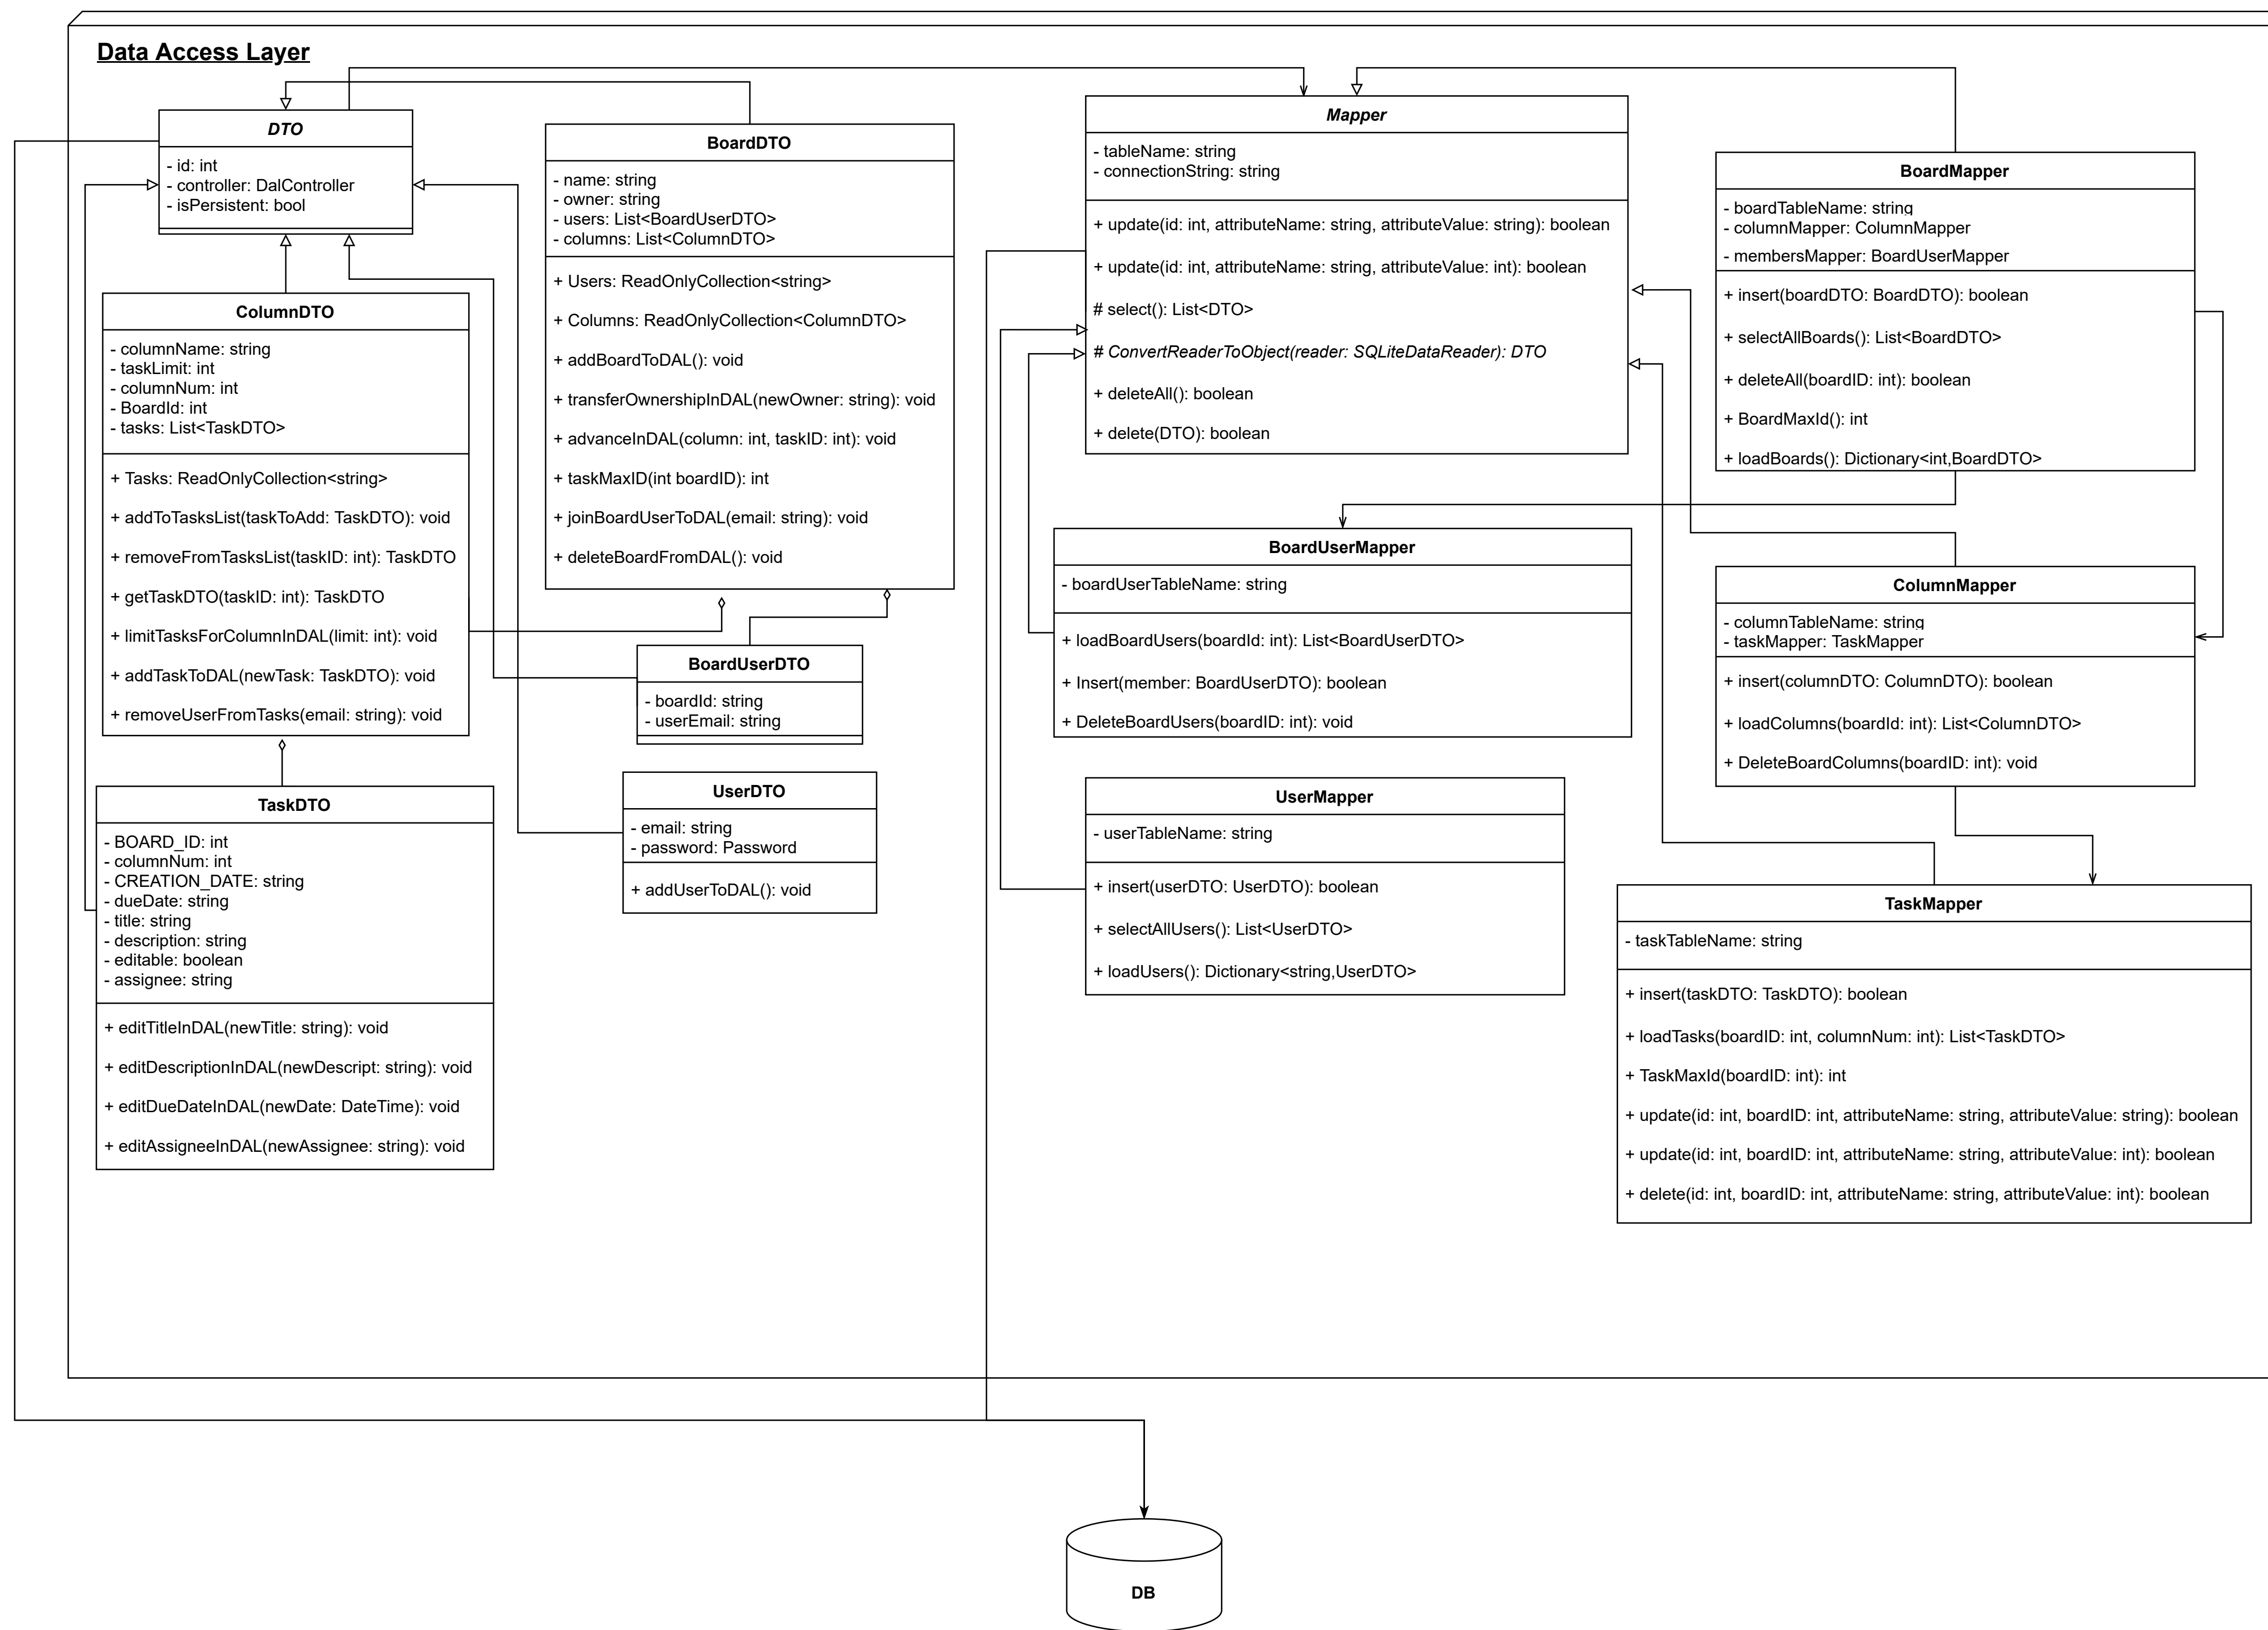 Data Access Layer
DTO
- id: int
- controller: DalController
- isPersistent: bool
BoardDTO
- name: string
- owner: string
- users: List<BoardUserDTO>
- columns: List<ColumnDTO>
+ Users: ReadOnlyCollection<string>
+ Columns: ReadOnlyCollection<ColumnDTO>
+ addBoardToDAL(): void
+ transferOwnershipInDAL(newOwner: string): void
+ advanceInDAL(column: int, taskID: int): void
+ taskMaxID(int boardID): int
+ joinBoardUserToDAL(email: string): void
+ deleteBoardFromDAL(): void
ColumnDTO
- columnName: string
- taskLimit: int
- columnNum: int
- BoardId: int
- tasks: List<TaskDTO>
+ Tasks: ReadOnlyCollection<string>
+ addToTasksList(taskToAdd: TaskDTO): void
+ removeFromTasksList(taskID: int): TaskDTO
+ getTaskDTO(taskID: int): TaskDTO
+ limitTasksForColumnInDAL(limit: int): void
+ addTaskToDAL(newTask: TaskDTO): void
+ removeUserFromTasks(email: string): void
BoardUserDTO
- boardId: string
- userEmail: string
TaskDTO
- BOARD_ID: int
- columnNum: int
- CREATION_DATE: string
- dueDate: string
- title: string
- description: string
- editable: boolean
- assignee: string
+ editTitleInDAL(newTitle: string): void
+ editDescriptionInDAL(newDescript: string): void
+ editDueDateInDAL(newDate: DateTime): void
+ editAssigneeInDAL(newAssignee: string): void
UserDTO
- email: string
- password: Password
+ addUserToDAL(): void
Mapper
- tableName: string
- connectionString: string
+ update(id: int, attributeName: string, attributeValue: string): boolean
+ update(id: int, attributeName: string, attributeValue: int): boolean
# select(): List<DTO>
# ConvertReaderToObject(reader: SQLiteDataReader): DTO
+ deleteAll(): boolean
+ delete(DTO): boolean
BoardMapper
- boardTableName: string
- columnMapper: ColumnMapper
- membersMapper: BoardUserMapper
+ insert(boardDTO: BoardDTO): boolean
+ selectAllBoards(): List<BoardDTO>
+ deleteAll(boardID: int): boolean
+ BoardMaxId(): int
+ loadBoards(): Dictionary<int,BoardDTO>
BoardUserMapper
- boardUserTableName: string
+ loadBoardUsers(boardId: int): List<BoardUserDTO>
+ Insert(member: BoardUserDTO): boolean
+ DeleteBoardUsers(boardID: int): void
ColumnMapper
- columnTableName: string
- taskMapper: TaskMapper
+ insert(columnDTO: ColumnDTO): boolean
+ loadColumns(boardId: int): List<ColumnDTO>
+ DeleteBoardColumns(boardID: int): void
UserMapper
- userTableName: string
+ insert(userDTO: UserDTO): boolean
+ selectAllUsers(): List<UserDTO>
+ loadUsers(): Dictionary<string,UserDTO>
TaskMapper
- taskTableName: string
+ insert(taskDTO: TaskDTO): boolean
+ loadTasks(boardID: int, columnNum: int): List<TaskDTO>
+ TaskMaxId(boardID: int): int
+ update(id: int, boardID: int, attributeName: string, attributeValue: string): boolean
+ update(id: int, boardID: int, attributeName: string, attributeValue: int): boolean
+ delete(id: int, boardID: int, attributeName: string, attributeValue: int): boolean
DB